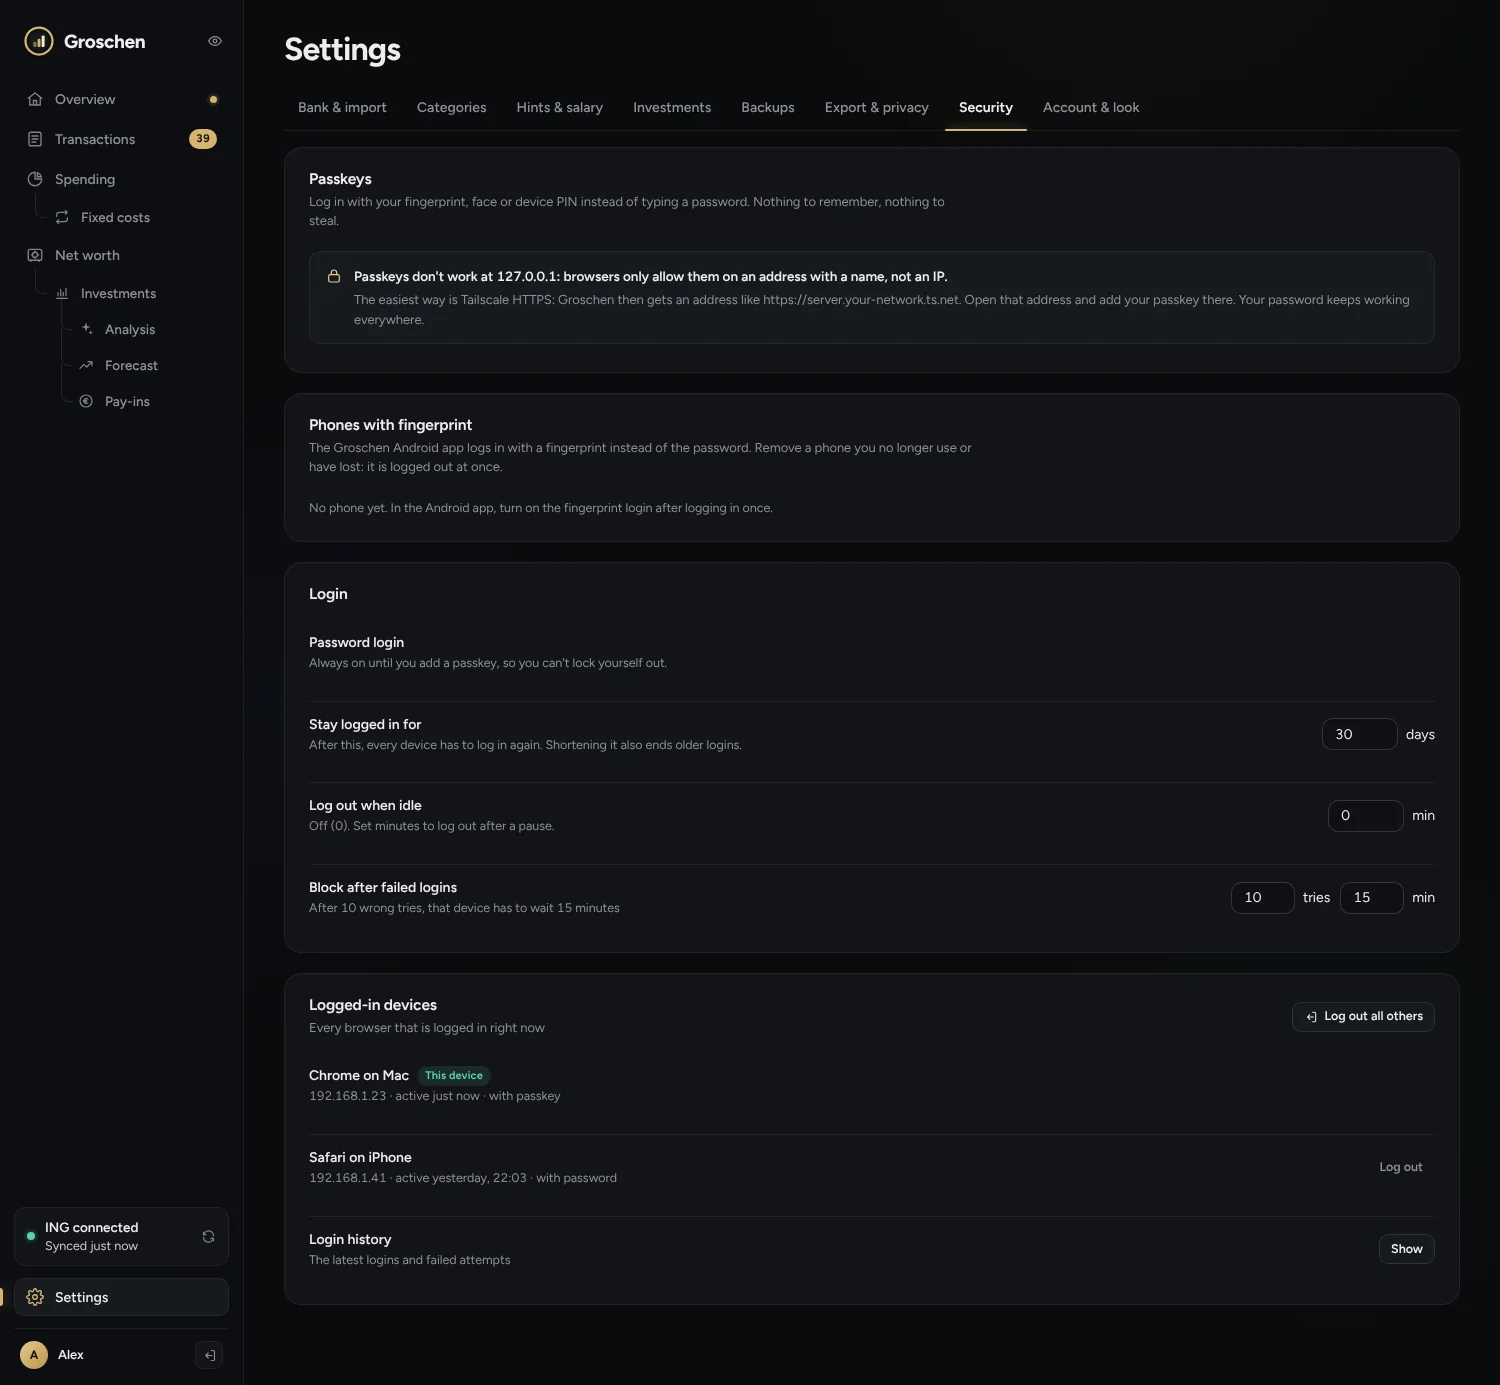 Groschen
Overview
Transactions 39
Spending
Fixed costs
Net worth
Investments
Analysis
Forecast
Pay-ins
ING connected
Synced just now
Settings
A Alex
Settings
Bank & import Categories Hints & salary Investments Backups Export & privacy Security Account & look
Passkeys
Log in with your fingerprint, face or device PIN instead of typing a password. Nothing to remember, nothing to
steal.
Passkeys don't work at 127.0.0.1: browsers only allow them on an address with a name, not an IP.
The easiest way is Tailscale HTTPS: Groschen then gets an address like https://server.your-network.ts.net. Open that address and add your passkey there. Your password keeps working
everywhere.
Phones with fingerprint
The Groschen Android app logs in with a fingerprint instead of the password. Remove a phone you no longer use or
have lost: it is logged out at once.
No phone yet. In the Android app, turn on the fingerprint login after logging in once.
Login
Password login
Always on until you add a passkey, so you can't lock yourself out.
Stay logged in for
After this, every device has to log in again. Shortening it also ends older logins.
30 days
Log out when idle
Off (0). Set minutes to log out after a pause.
0 min
Block after failed logins
After 10 wrong tries, that device has to wait 15 minutes
10 tries 15 min
Logged-in devices
Every browser that is logged in right now
Log out all others
Chrome on Mac This device
192.168.1.23 · active just now · with passkey
Safari on iPhone
192.168.1.41 · active yesterday, 22:03 · with password
Log out
Login history
The latest logins and failed attempts
Show